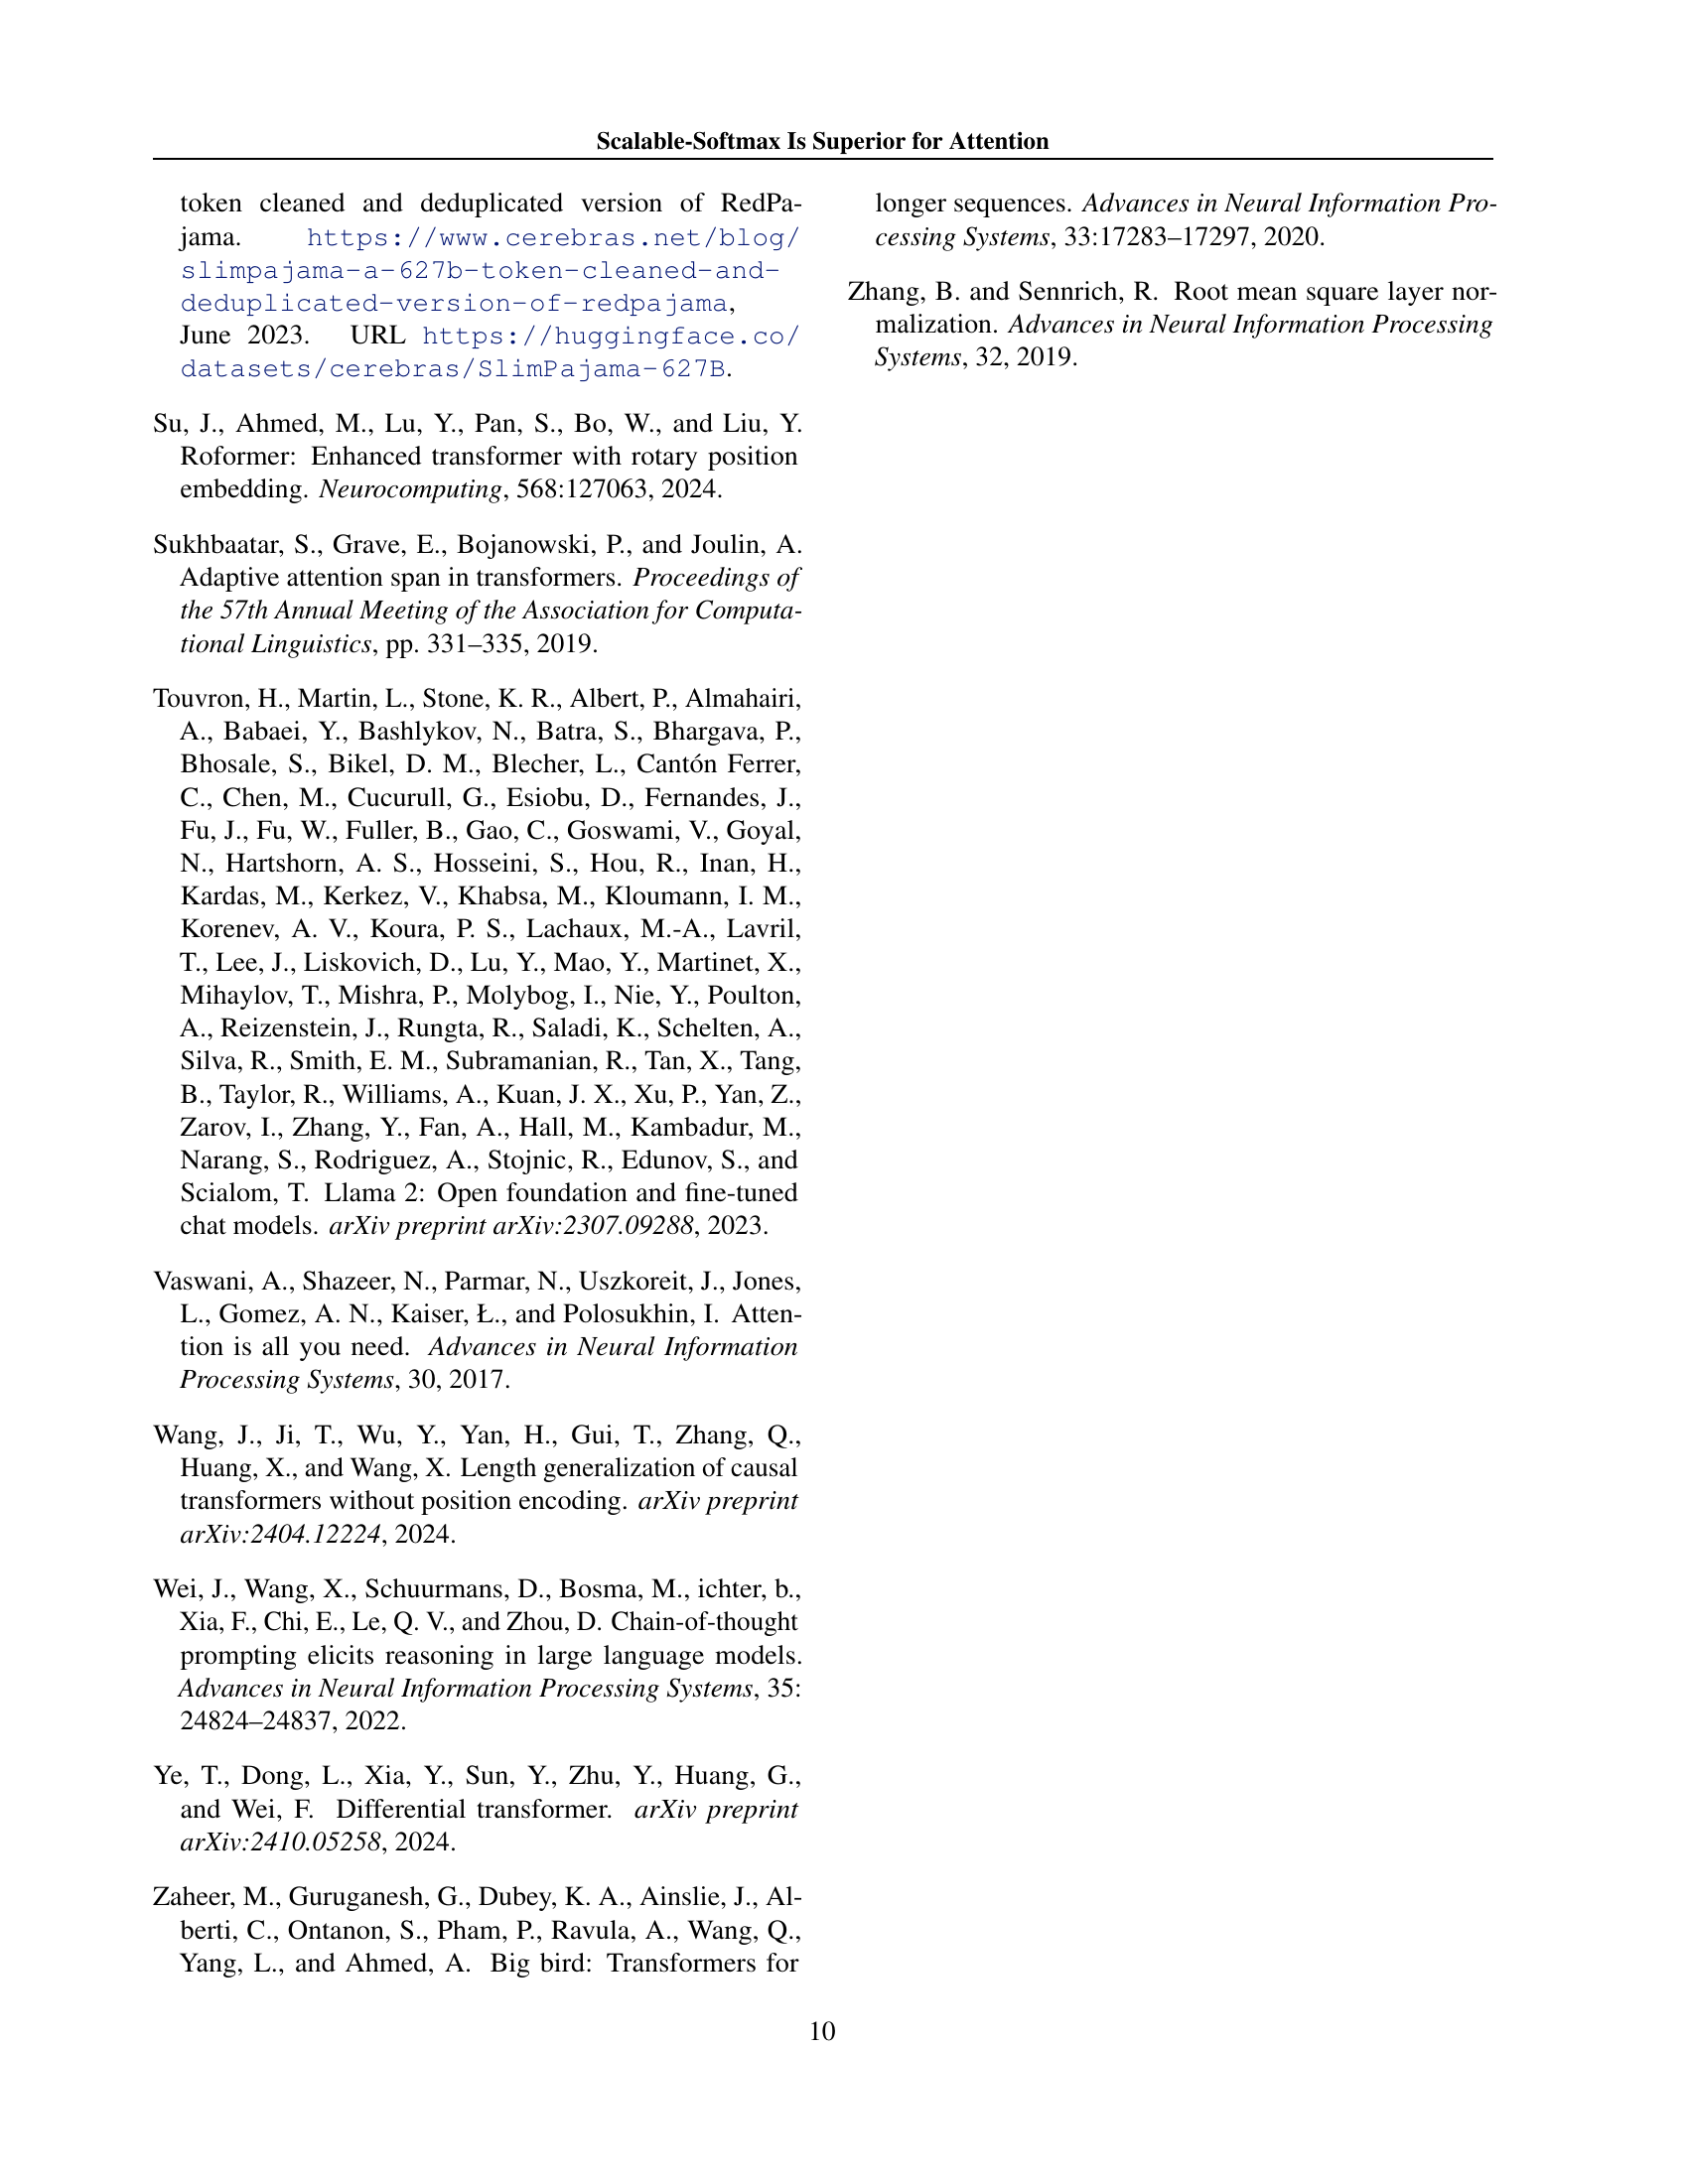 Scalable-Softmax Is Superior for Attention
token cleaned and deduplicated version of RedPa-
jama. https://www.cerebras.net/blog/
slimpajama-a-627b-token-cleaned-and-
deduplicated-version-of-redpajama,
June 2023. URL https://huggingface.co/
datasets/cerebras/SlimPajama-627B.
Su, J., Ahmed, M., Lu, Y., Pan, S., Bo, W., and Liu, Y.
Roformer: Enhanced transformer with rotary position
embedding. Neurocomputing, 568:127063, 2024.
Sukhbaatar, S., Grave, E., Bojanowski, P., and Joulin, A.
Adaptive attention span in transformers. Proceedings of
the 57th Annual Meeting of the Association for Computa-
tional Linguistics, pp. 331–335, 2019.
Touvron, H., Martin, L., Stone, K. R., Albert, P., Almahairi,
A., Babaei, Y., Bashlykov, N., Batra, S., Bhargava, P.,
Bhosale, S., Bikel, D. M., Blecher, L., Cantón Ferrer,
C., Chen, M., Cucurull, G., Esiobu, D., Fernandes, J.,
Fu, J., Fu, W., Fuller, B., Gao, C., Goswami, V., Goyal,
N., Hartshorn, A. S., Hosseini, S., Hou, R., Inan, H.,
Kardas, M., Kerkez, V., Khabsa, M., Kloumann, I. M.,
Korenev, A. V., Koura, P. S., Lachaux, M.-A., Lavril,
T., Lee, J., Liskovich, D., Lu, Y., Mao, Y., Martinet, X.,
Mihaylov, T., Mishra, P., Molybog, I., Nie, Y., Poulton,
A., Reizenstein, J., Rungta, R., Saladi, K., Schelten, A.,
Silva, R., Smith, E. M., Subramanian, R., Tan, X., Tang,
B., Taylor, R., Williams, A., Kuan, J. X., Xu, P., Yan, Z.,
Zarov, I., Zhang, Y., Fan, A., Hall, M., Kambadur, M.,
Narang, S., Rodriguez, A., Stojnic, R., Edunov, S., and
Scialom, T. Llama 2: Open foundation and fine-tuned
chat models. arXiv preprint arXiv:2307.09288, 2023.
Vaswani, A., Shazeer, N., Parmar, N., Uszkoreit, J., Jones,
L., Gomez, A. N., Kaiser, Ł., and Polosukhin, I. Atten-
tion is all you need. Advances in Neural Information
Processing Systems, 30, 2017.
Wang, J., Ji, T., Wu, Y., Yan, H., Gui, T., Zhang, Q.,
Huang, X., and Wang, X. Length generalization of causal
transformers without position encoding. arXiv preprint
arXiv:2404.12224, 2024.
Wei, J., Wang, X., Schuurmans, D., Bosma, M., ichter, b.,
Xia, F., Chi, E., Le, Q. V., and Zhou, D. Chain-of-thought
prompting elicits reasoning in large language models.
Advances in Neural Information Processing Systems, 35:
24824–24837, 2022.
Ye, T., Dong, L., Xia, Y., Sun, Y., Zhu, Y., Huang, G.,
and Wei, F. Differential transformer. arXiv preprint
arXiv:2410.05258, 2024.
Zaheer, M., Guruganesh, G., Dubey, K. A., Ainslie, J., Al-
berti, C., Ontanon, S., Pham, P., Ravula, A., Wang, Q.,
Yang, L., and Ahmed, A. Big bird: Transformers for
longer sequences. Advances in Neural Information Pro-
cessing Systems, 33:17283–17297, 2020.
Zhang, B. and Sennrich, R. Root mean square layer nor-
malization. Advances in Neural Information Processing
Systems, 32, 2019.
10